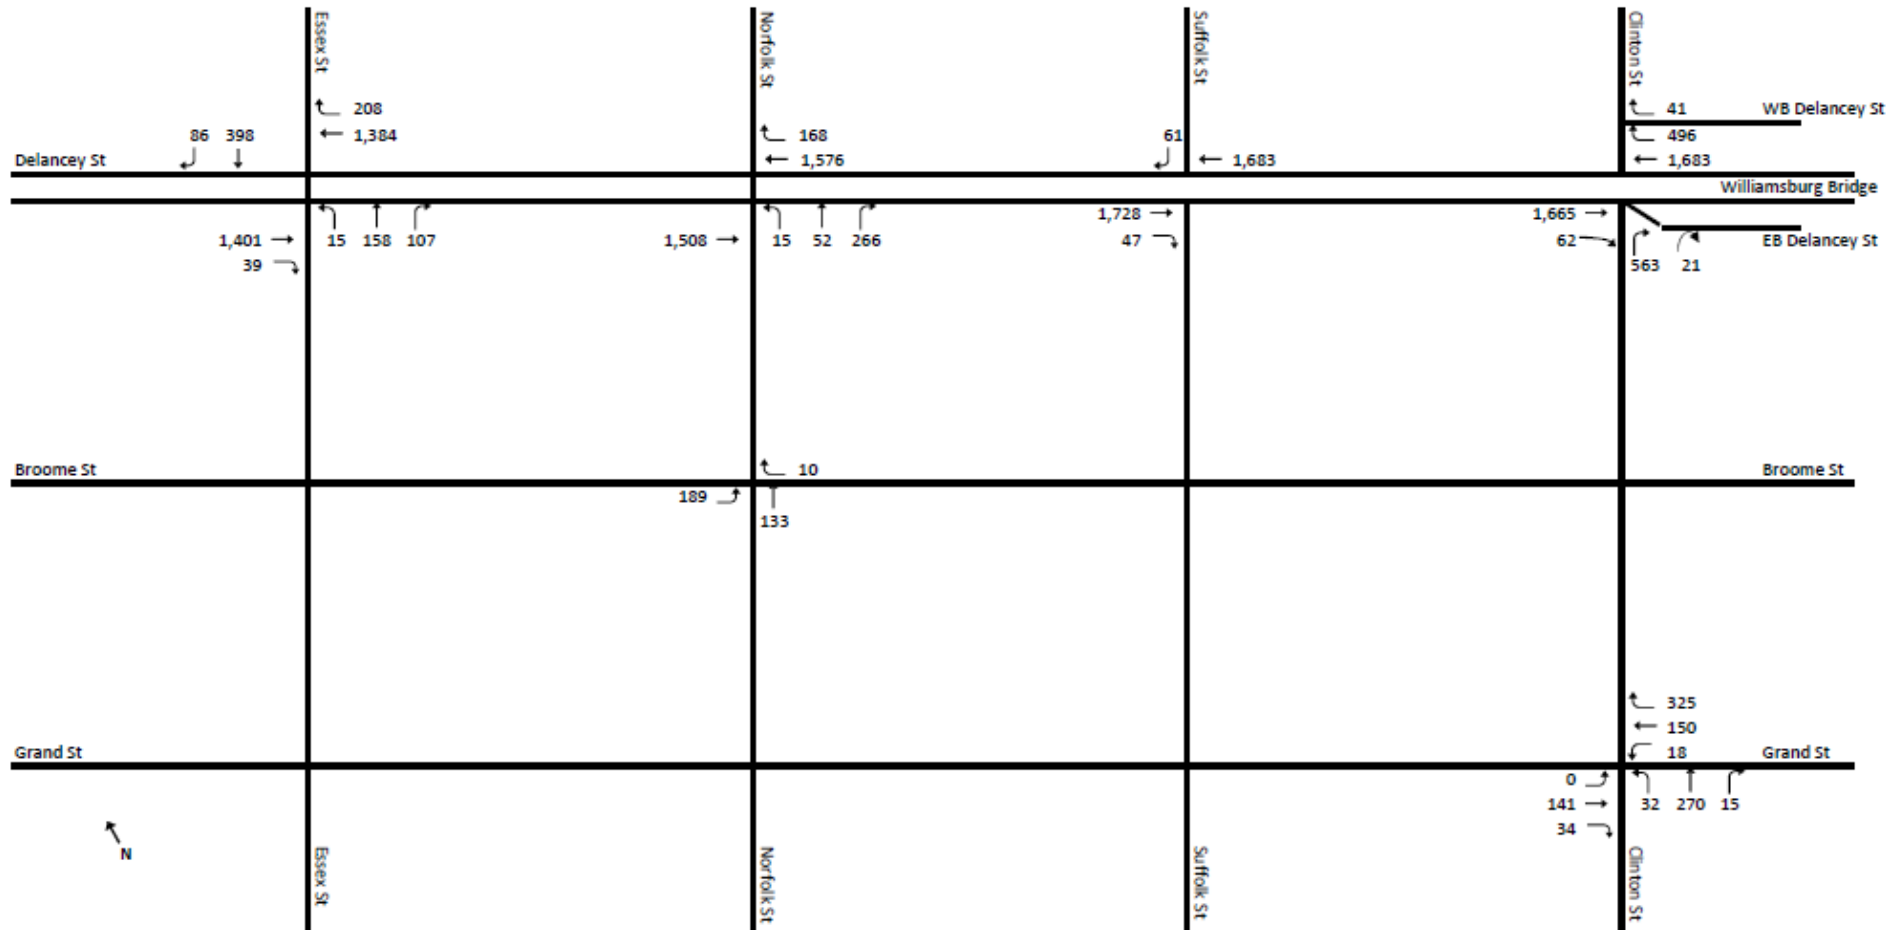 Essex St
Norfolk St
Suffolk St
Clinton St
208
41
WB Delancey St
86 398
1,384
168
61
496
Delancey St
1,576
1,683
1,683
Williamsburg Bridge
1,728
1,665
1,401
15 158 107
1,508
15 52 266
47
62
EB Delancey St
39
563 21
Broome St
10
Broome St
189
133
325
150
Grand St
18
Grand St
0
141
32 270 15
34
N
Essex St
Norfolk St
Suffolk St
Clinton St